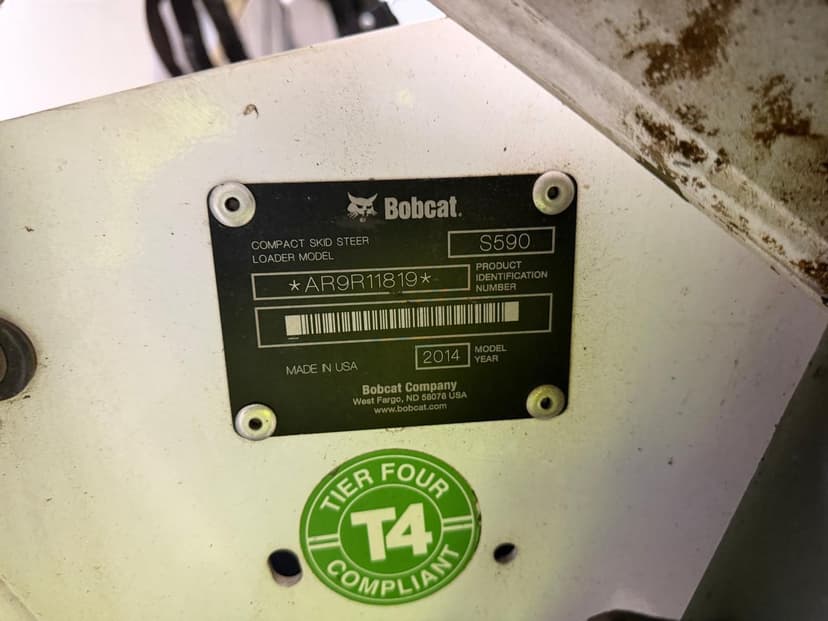 Bobcat.
COMPACT SKID STEER
LOADER MODEL
S590
*AR9R11819*
PRODUCT
IDENTIFICATION
NUMBER
MADE IN USA
2014
MODEL
YEAR
Bobcat Company
West Fargo, ND 58078 USA
www.bobcat.com
TIER FOUR
T4
COMPLIANT